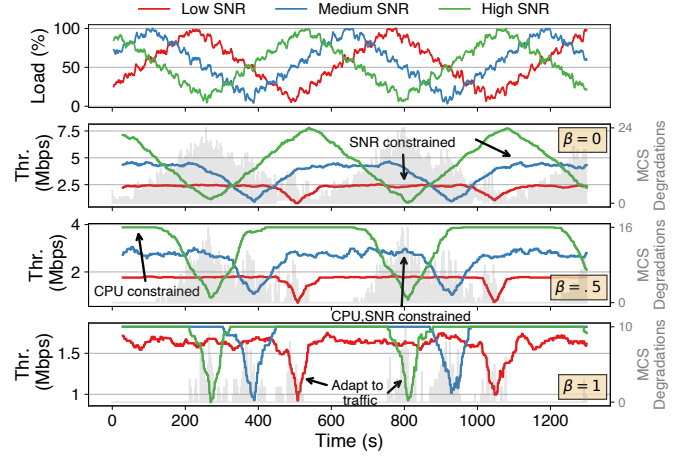 Low SNR Medium SNR High SNR
Load (%)
100
50
0
Thr.
(Mbps)
7.5
5
2.5
SNR constrained
β = 0
24
0
MCS
Degradations
Thr.
(Mbps)
4
2
CPU constrained
CPU,SNR constrained
β = .5
16
0
MCS
Degradations
Thr.
(Mbps)
1.5
1
Adapt to
traffic
β = 1
10
0
MCS
Degradations
0 200 400 600 800 1000 1200
Time (s)